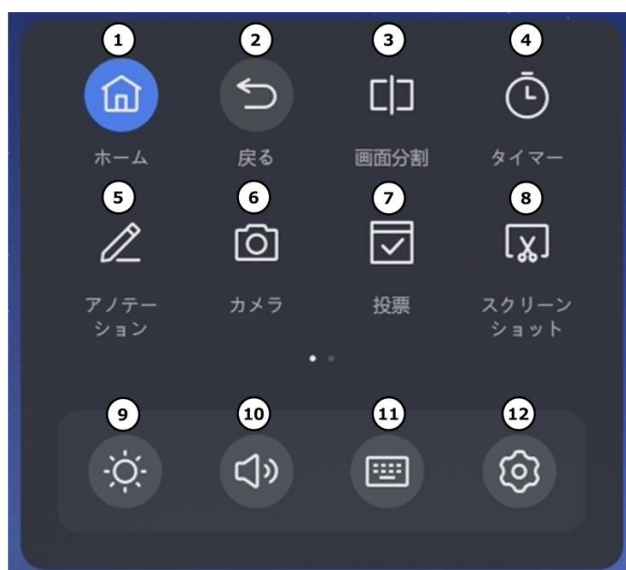 1 2 3 4
ホーム 戻る 画面分割 タイマー
5 6 7 8
アノテー カメラ 投票 スクリーン
ション ショット
9 10 11 12